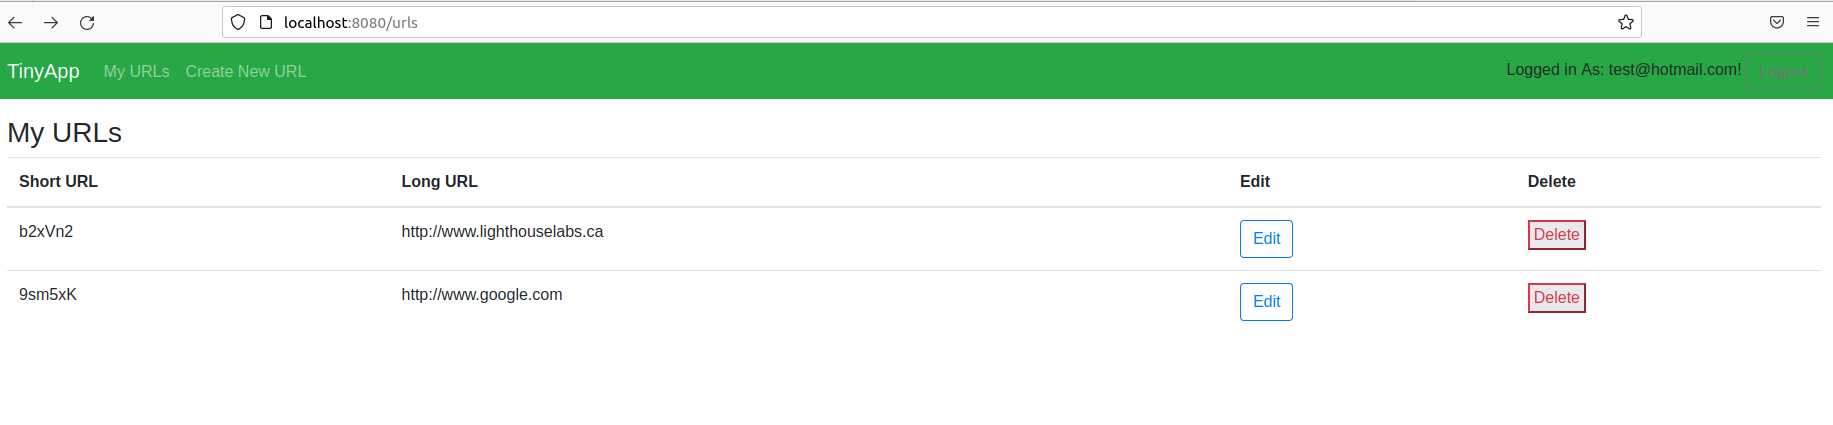 localhost:8080/urls
TinyApp My URLs Create New URL Logged in As: test@hotmail.com! Logout
My URLs
Short URL Long URL Edit Delete
b2xVn2 http://www.lighthouselabs.ca Edit Delete
9sm5xK http://www.google.com Edit Delete